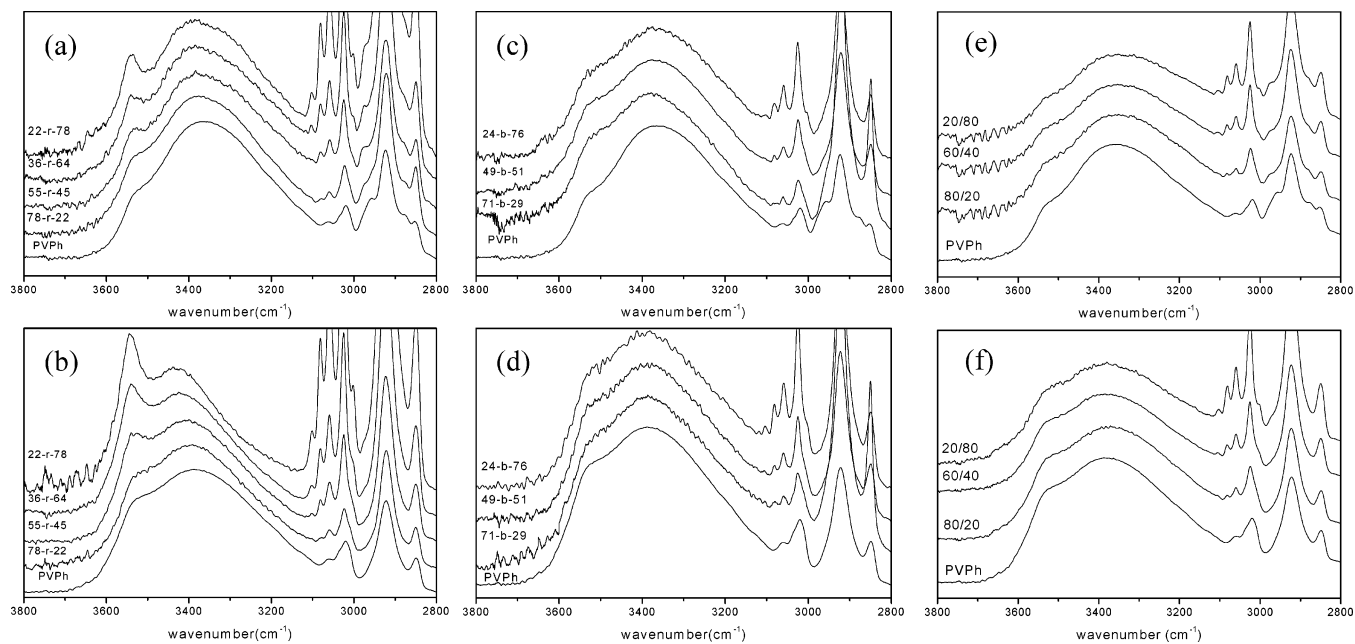 (a)
22-r-78
36-r-64
55-r-45
78-r-22
PVPh
3800 3600 3400 3200 3000 2800
wavenumber(cm-1)
(c)
24-b-76
49-b-51
71-b-29
PVPh
3800 3600 3400 3200 3000 2800
wavenumber(cm-1)
(e)
20/80
60/40
80/20
PVPh
3800 3600 3400 3200 3000 2800
wavenumber(cm-1)
(b)
22-r-78
36-r-64
55-r-45
78-r-22
PVPh
3800 3600 3400 3200 3000 2800
wavenumber(cm-1)
(d)
24-b-76
49-b-51
71-b-29
PVPh
3800 3600 3400 3200 3000 2800
wavenumber(cm-1)
(f)
20/80
60/40
80/20
PVPh
3800 3600 3400 3200 3000 2800
wavenumber(cm-1)